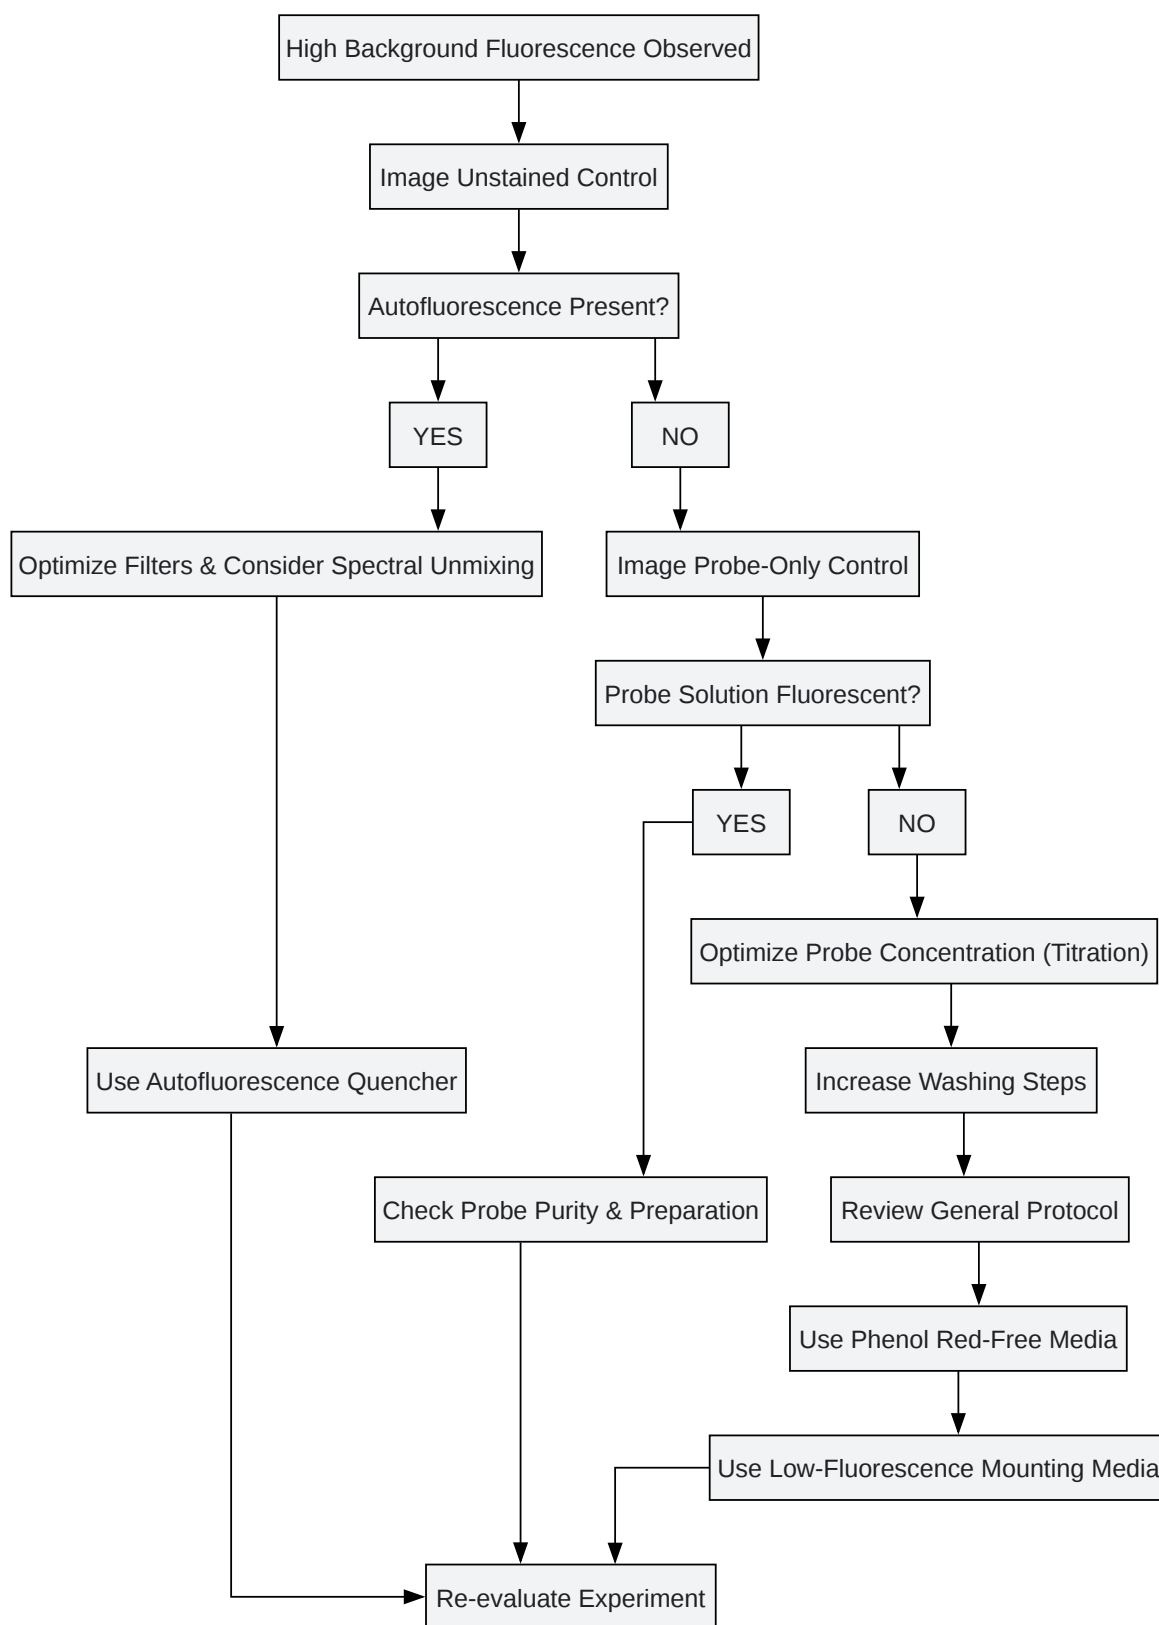 High Background Fluorescence Observed
Image Unstained Control
Autofluorescence Present?
YES
NO
Optimize Filters & Consider Spectral Unmixing
Image Probe-Only Control
Probe Solution Fluorescent?
YES
NO
Optimize Probe Concentration (Titration)
Use Autofluorescence Quencher
Increase Washing Steps
Check Probe Purity & Preparation
Review General Protocol
Use Phenol Red-Free Media
Use Low-Fluorescence Mounting Media
Re-evaluate Experiment